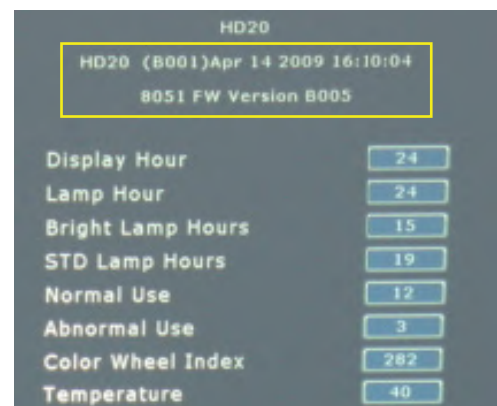 HD20
HD20 (B001)Apr 14 2009 16:10:04
8051 FW Version B005
Display Hour 24
Lamp Hour 24
Bright Lamp Hours 15
STD Lamp Hours 19
Normal Use 12
Abnormal Use 3
Color Wheel Index 282
Temperature 40